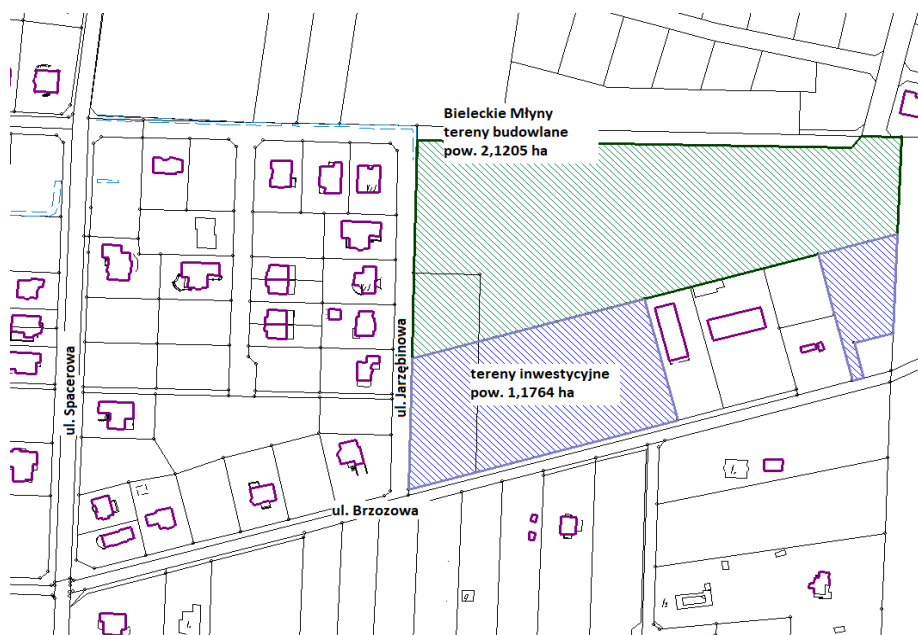 Bieleckie Młyny
tereny budowlane
pow. 2,1205 ha
ul. Spacerowa
ul. Jarzębinowa
tereny inwestycyjne
pow. 1,1764 ha
ul. Brzozowa